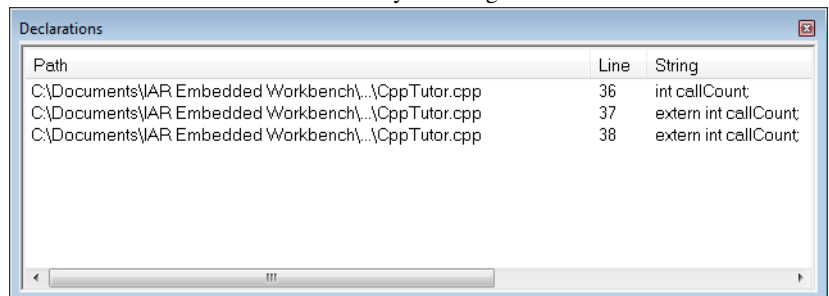 Declarations
Path Line String
C:\Documents\IAR Embedded Workbench\...\CppTutor.cpp 36 int callCount;
C:\Documents\IAR Embedded Workbench\...\CppTutor.cpp 37 extern int callCount;
C:\Documents\IAR Embedded Workbench\...\CppTutor.cpp 38 extern int callCount;